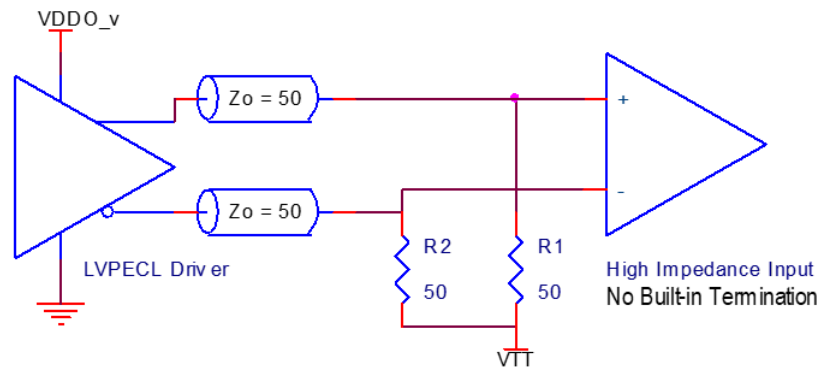 VDDO_v
Zo = 50
+
Zo = 50
-
LVPECL Driver
R2
50
R1
50
High Impedance Input
No Built-in Termination
VTT